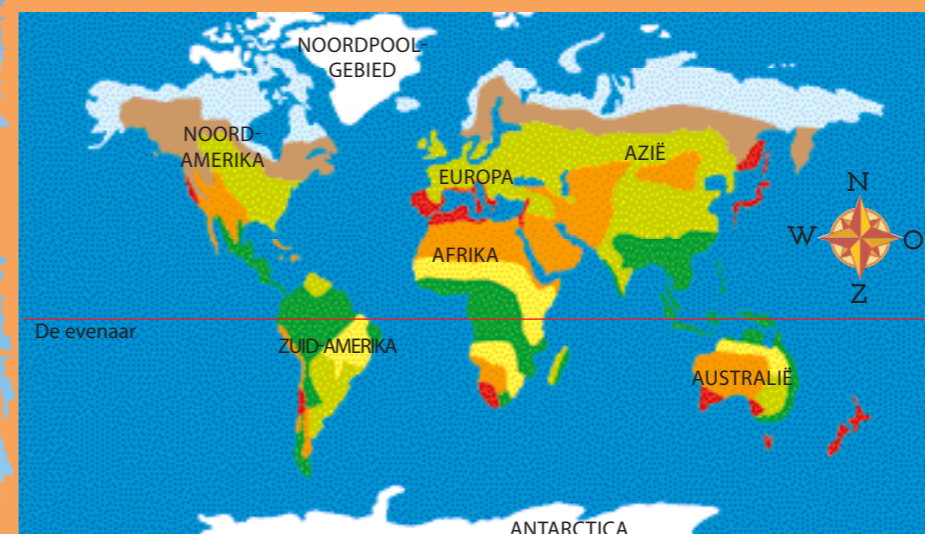 NOORDPOOL-
GEBIED
NOORD-
AMERIKA
AZIË
EUROPA
N
W
O
Z
AFRIKA
De evenaar
ZUID-AMERIKA
AUSTRALIË
ANTARCTICA